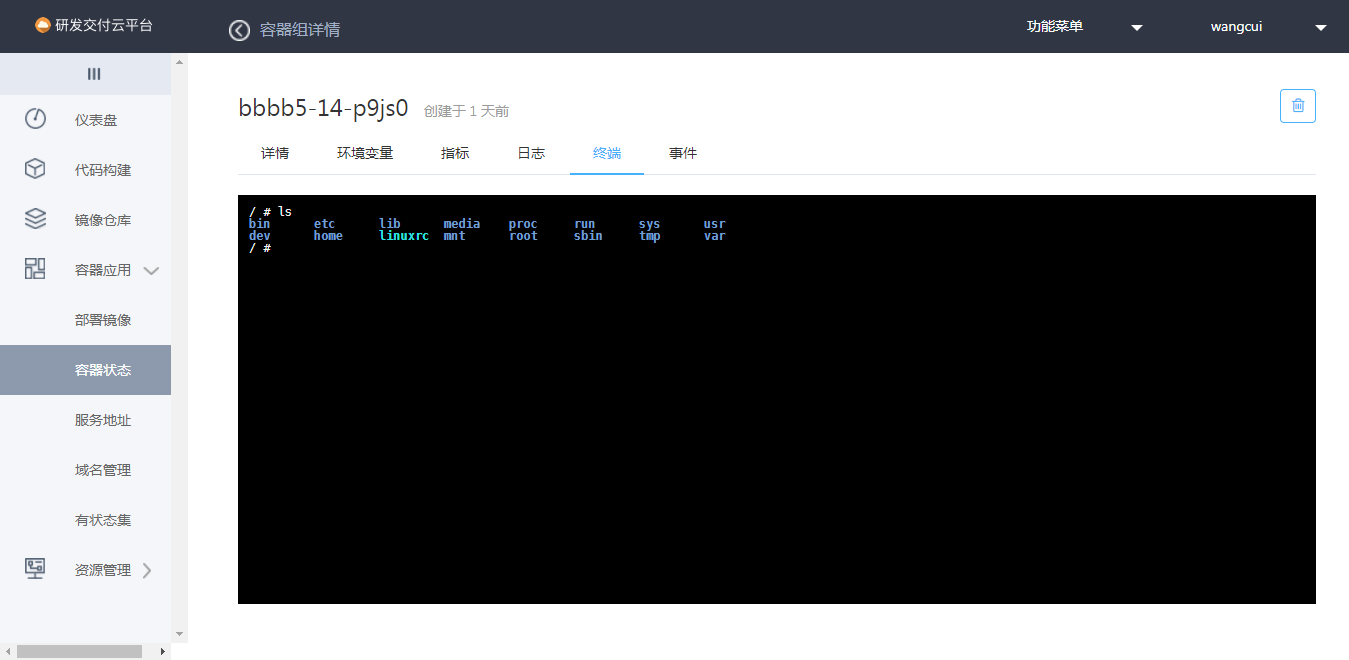 研发交付云平台
容器组详情
功能菜单
wangcui
仪表盘
代码构建
镜像仓库
容器应用
部署镜像
容器状态
服务地址
域名管理
有状态集
资源管理
bbbb5-14-p9js0 创建于 1 天前
详情 环境变量 指标 日志 终端 事件
/ # ls
bin etc lib media proc run sys usr
dev home linuxrc mnt root sbin tmp var
/ #